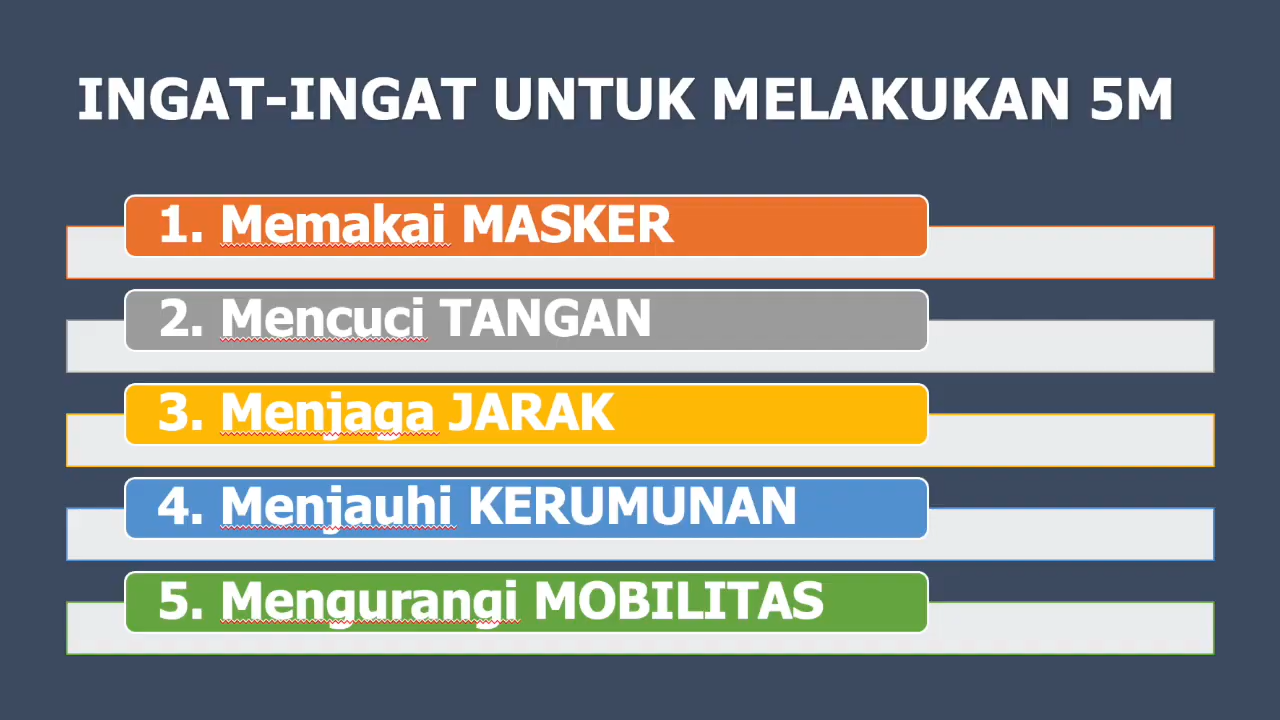 INGAT-INGAT UNTUK MELAKUKAN 5M
1. Memakai MASKER
2. Mencuci TANGAN
3. Menjaga JARAK
4. Menjauhi KERUMUNAN
5. Mengurangi MOBILITAS